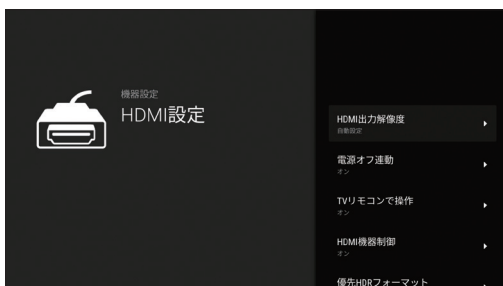 機器設定
HDMI設定
HDMI出力解像度
自動設定
電源オフ連動
オン
TVリモコンで操作
オン
HDMI機器制御
オン
優先HDRフォーマット